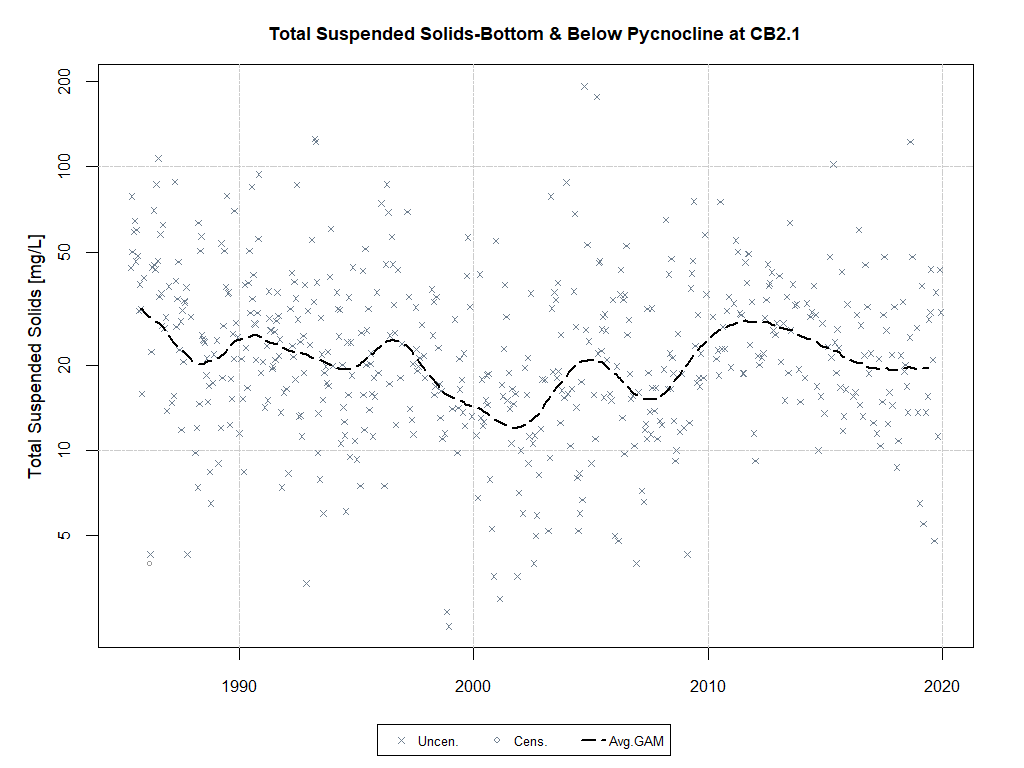 Total Suspended Solids-Bottom & Below Pycnocline at CB2.1
Total Suspended Solids [mg/L]
200
100
50
20
10
5
1990 2000 2010 2020
Uncen. Cens. Avg.GAM